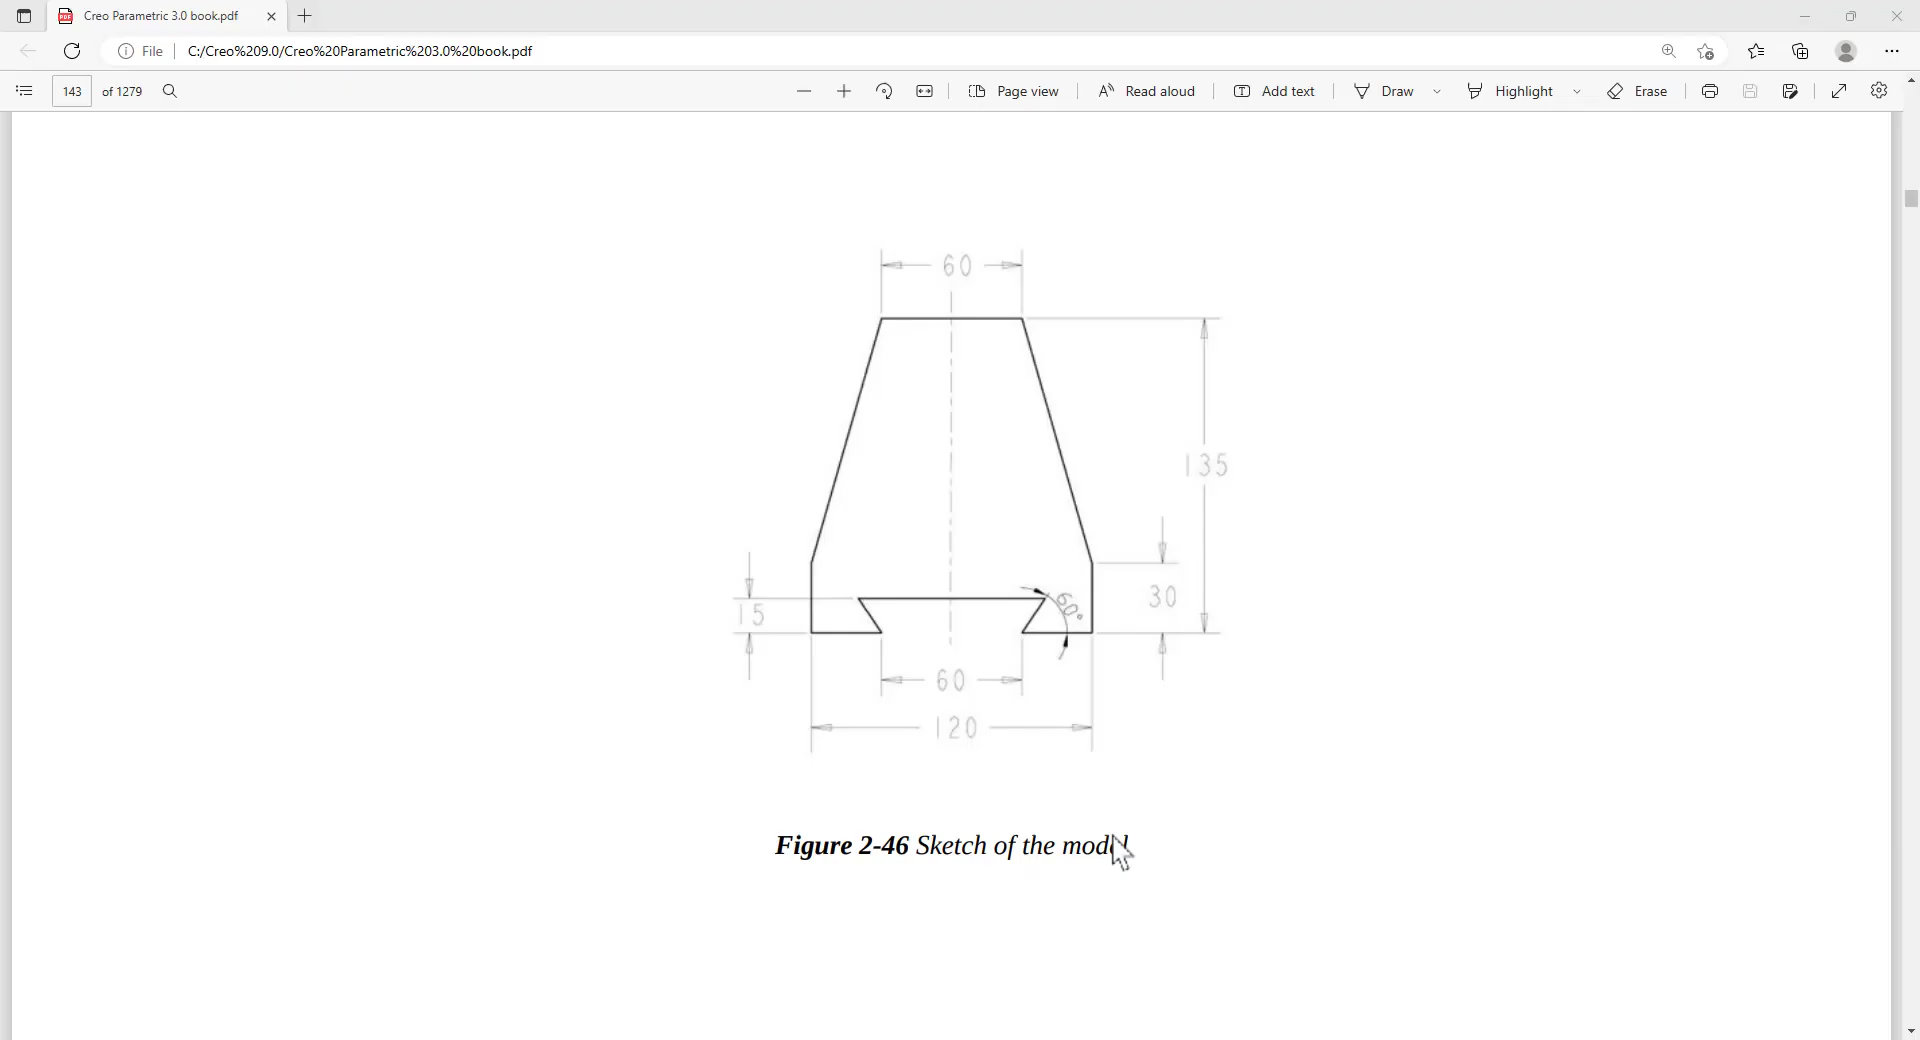 Creo Parametric 3.0 book.pdf
File C:/Creo%209.0/Creo%20Parametric%203.0%20book.pdf
143 of 1279 Page view Read aloud Add text Draw Highlight Erase
60
135
60°
30
15
60
120
Figure 2-46 Sketch of the model